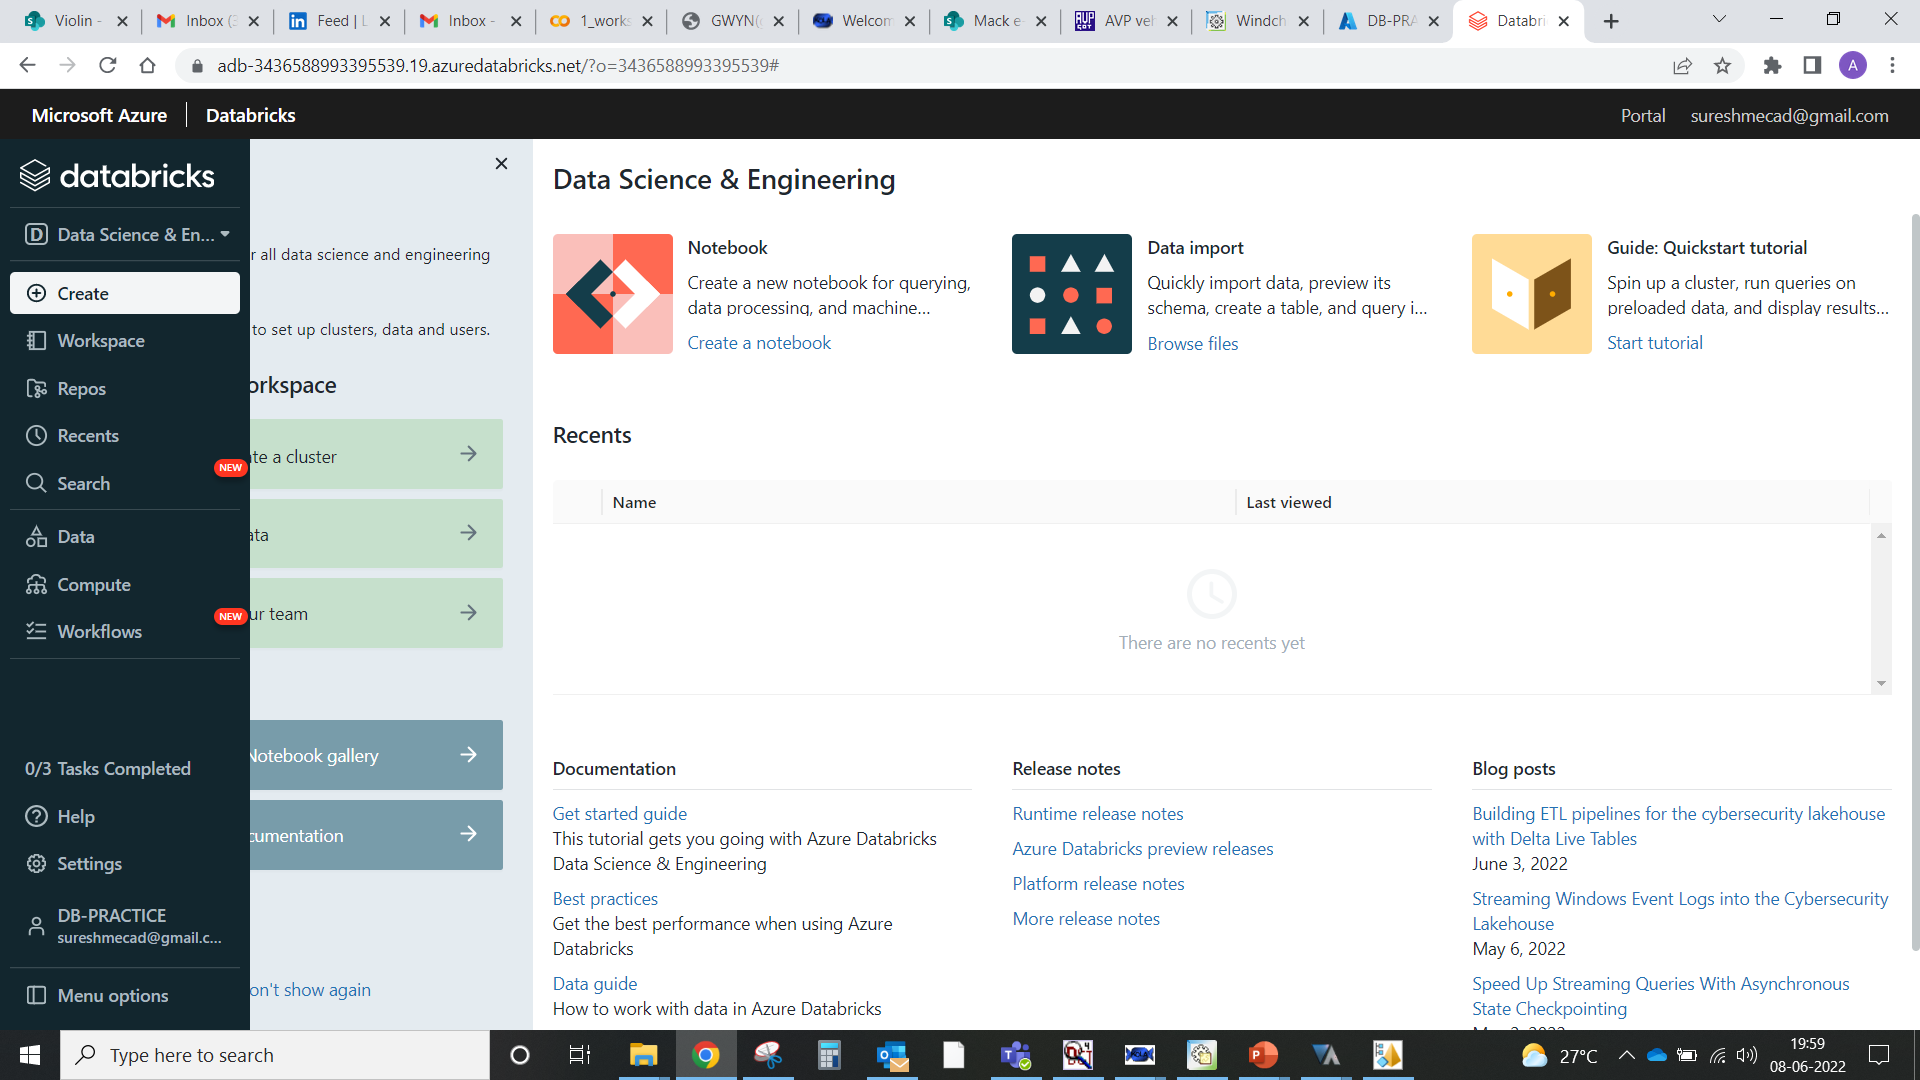 Violin -
Inbox (3
Feed | L
Inbox -
1_works
GWYN(
Welcom
Mack e-
AVP veh
Windch
DB-PRA
Databri
adb-3436588993395539.19.azuredatabricks.net/?o=3436588993395539#
A
Microsoft Azure
Databricks
Portal
sureshmecad@gmail.com
databricks
D
Data Science & En...
Create
Workspace
Repos
Recents
Search
NEW
Data
Compute
Workflows
NEW
0/3 Tasks Completed
Help
Settings
DB-PRACTICE
sureshmecad@gmail.c...
Menu options
r all data science and engineering
to set up clusters, data and users.
orkspace
te a cluster
ata
ur team
Notebook gallery
cumentation
on't show again
Data Science & Engineering
Notebook
Create a new notebook for querying,
data processing, and machine...
Create a notebook
Data import
Quickly import data, preview its
schema, create a table, and query i...
Browse files
Guide: Quickstart tutorial
Spin up a cluster, run queries on
preloaded data, and display results...
Start tutorial
Recents
Name
Last viewed
There are no recents yet
Documentation
Get started guide
This tutorial gets you going with Azure Databricks
Data Science & Engineering
Best practices
Get the best performance when using Azure
Databricks
Data guide
How to work with data in Azure Databricks
Release notes
Runtime release notes
Azure Databricks preview releases
Platform release notes
More release notes
Blog posts
Building ETL pipelines for the cybersecurity lakehouse
with Delta Live Tables
June 3, 2022
Streaming Windows Event Logs into the Cybersecurity
Lakehouse
May 6, 2022
Speed Up Streaming Queries With Asynchronous
State Checkpointing
Type here to search
27°C
19:59
08-06-2022